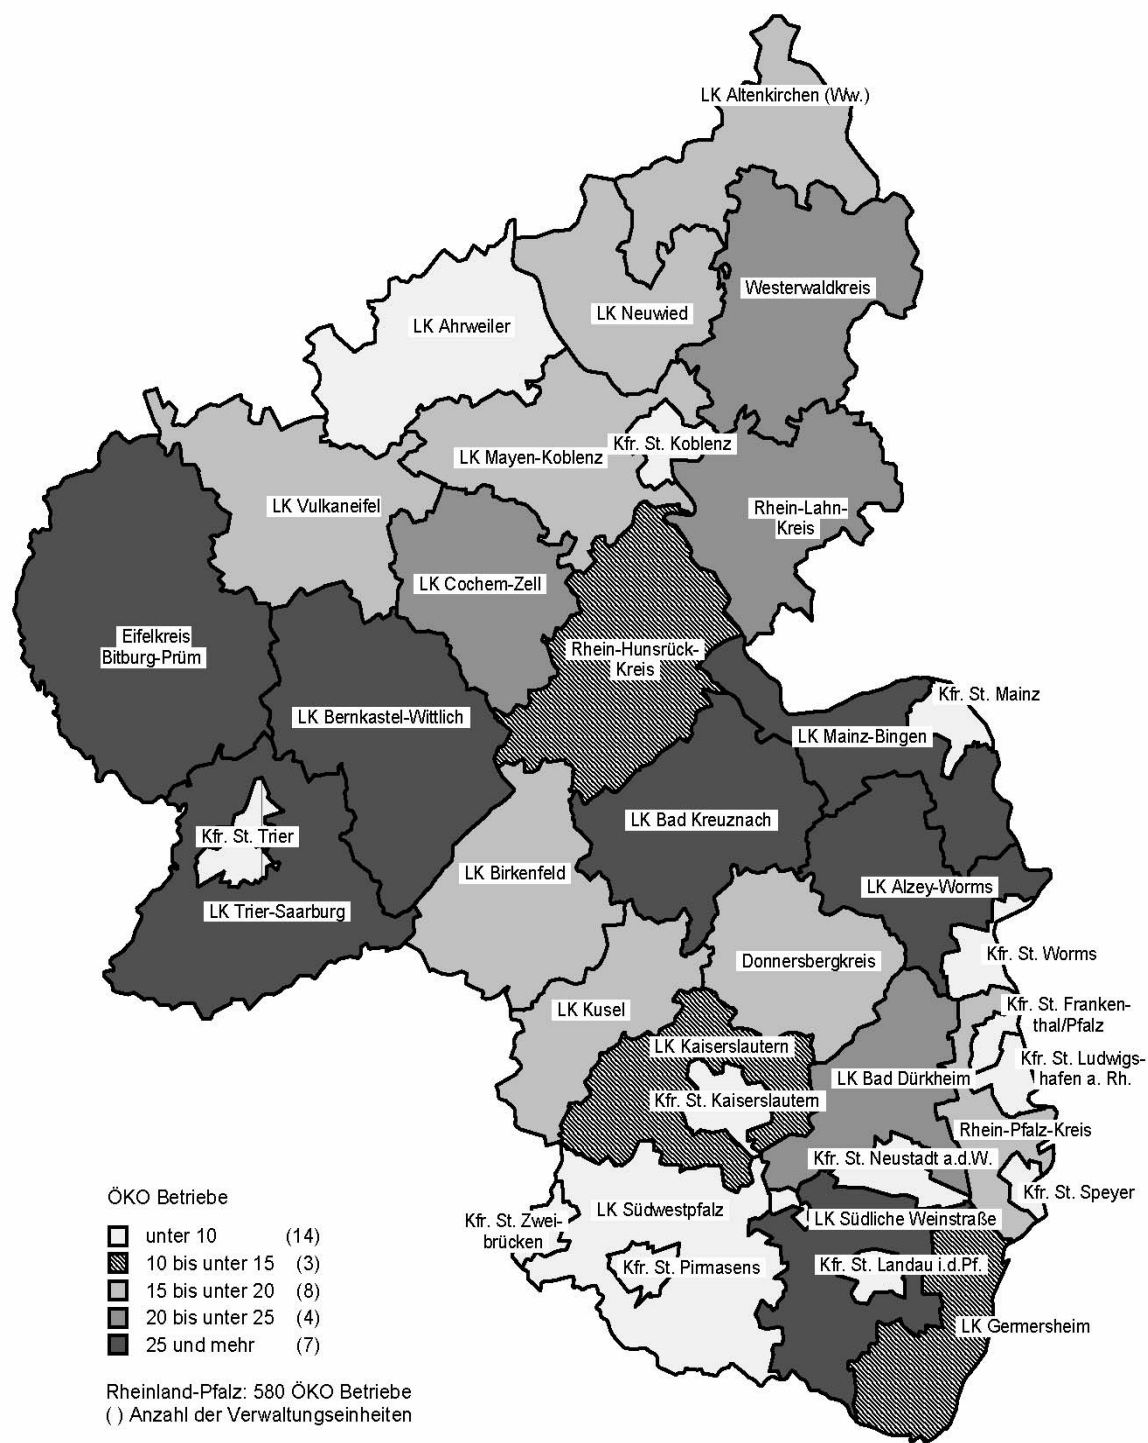 LK Altenkirchen (Ww.)
Westerwaldkreis
LK Neuwied
LK Ahrweiler
Kfr. St. Koblenz
LK Mayen-Koblenz
LK Vulkaneifel
Rhein-Lahn-
Kreis
LK Cochem-Zell
Eifelkreis
Bitburg-Prüm
Rhein-Hunsrück-
Kreis
Kfr. St. Mainz
LK Bernkastel-Wittlich
LK Mainz-Bingen
LK Bad Kreuznach
Kfr. St. Trier
LK Birkenfeld
LK Alzey-Worms
LK Trier-Saarburg
Kfr. St. Worms
Donnersbergkreis
LK Kusel
Kfr. St. Franken-
thal/Pfalz
LK Kaiserslautern
Kfr. St. Ludwigs-
hafen a. Rh.
LK Bad Dürkheim
Kfr. St. Kaiserslautern
Rhein-Pfalz-Kreis
Kfr. St. Neustadt a.d.W.
Kfr. St. Speyer
LK Südwestpfalz
Kfr. St. Zwei-
brücken
LK Südliche Weinstraße
Kfr. St. Pirmasens
Kfr. St. Landau i.d.Pf.
LK Germersheim
ÖKO Betriebe
unter 10 (14)
10 bis unter 15 (3)
15 bis unter 20 (8)
20 bis unter 25 (4)
25 und mehr (7)
Rheinland-Pfalz: 580 ÖKO Betriebe
( ) Anzahl der Verwaltungseinheiten